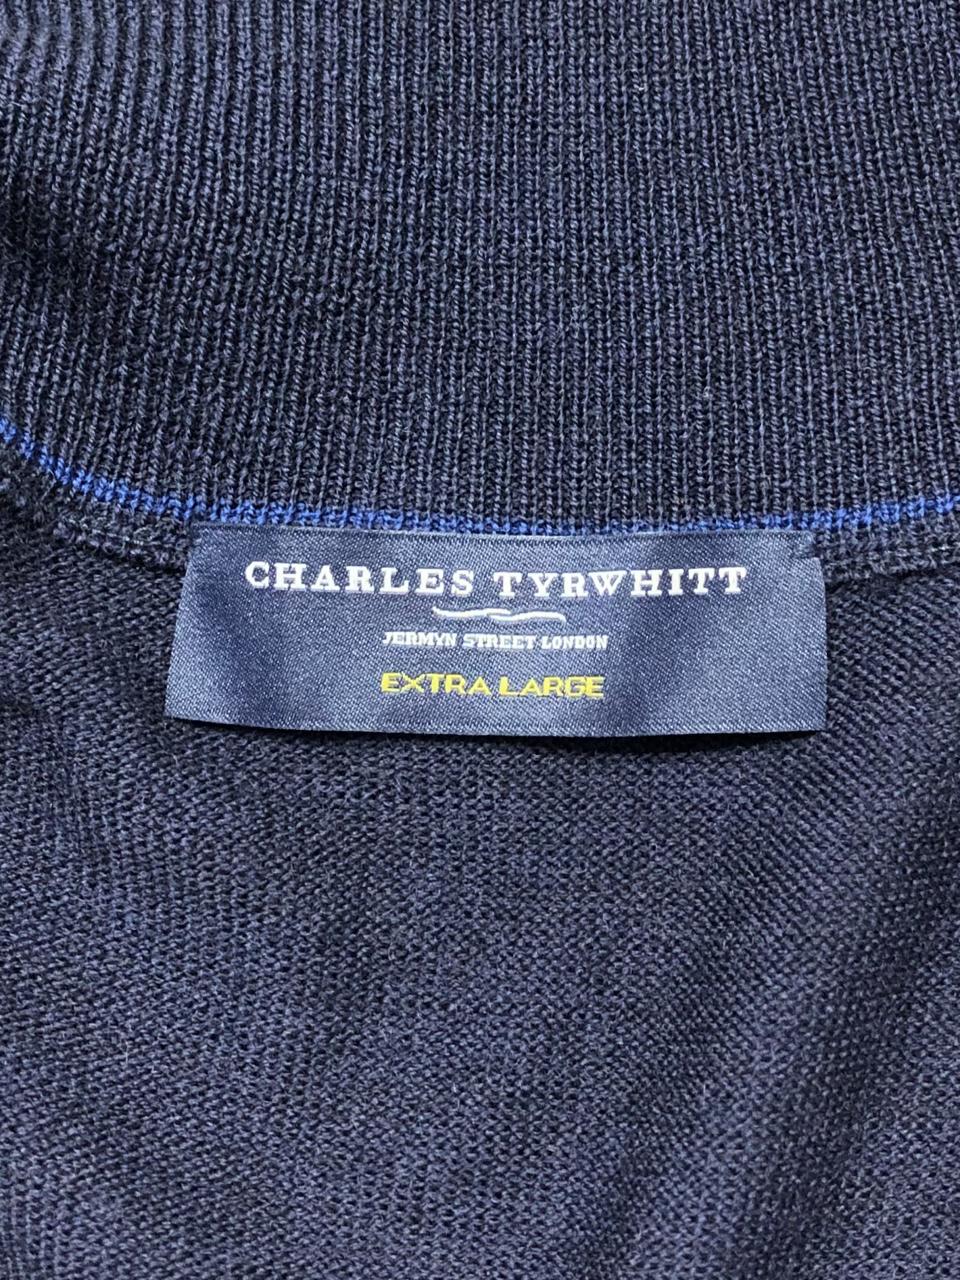 CHARLES TYRWHITT
JERMYN STREET·LONDON
EXTRA LARGE